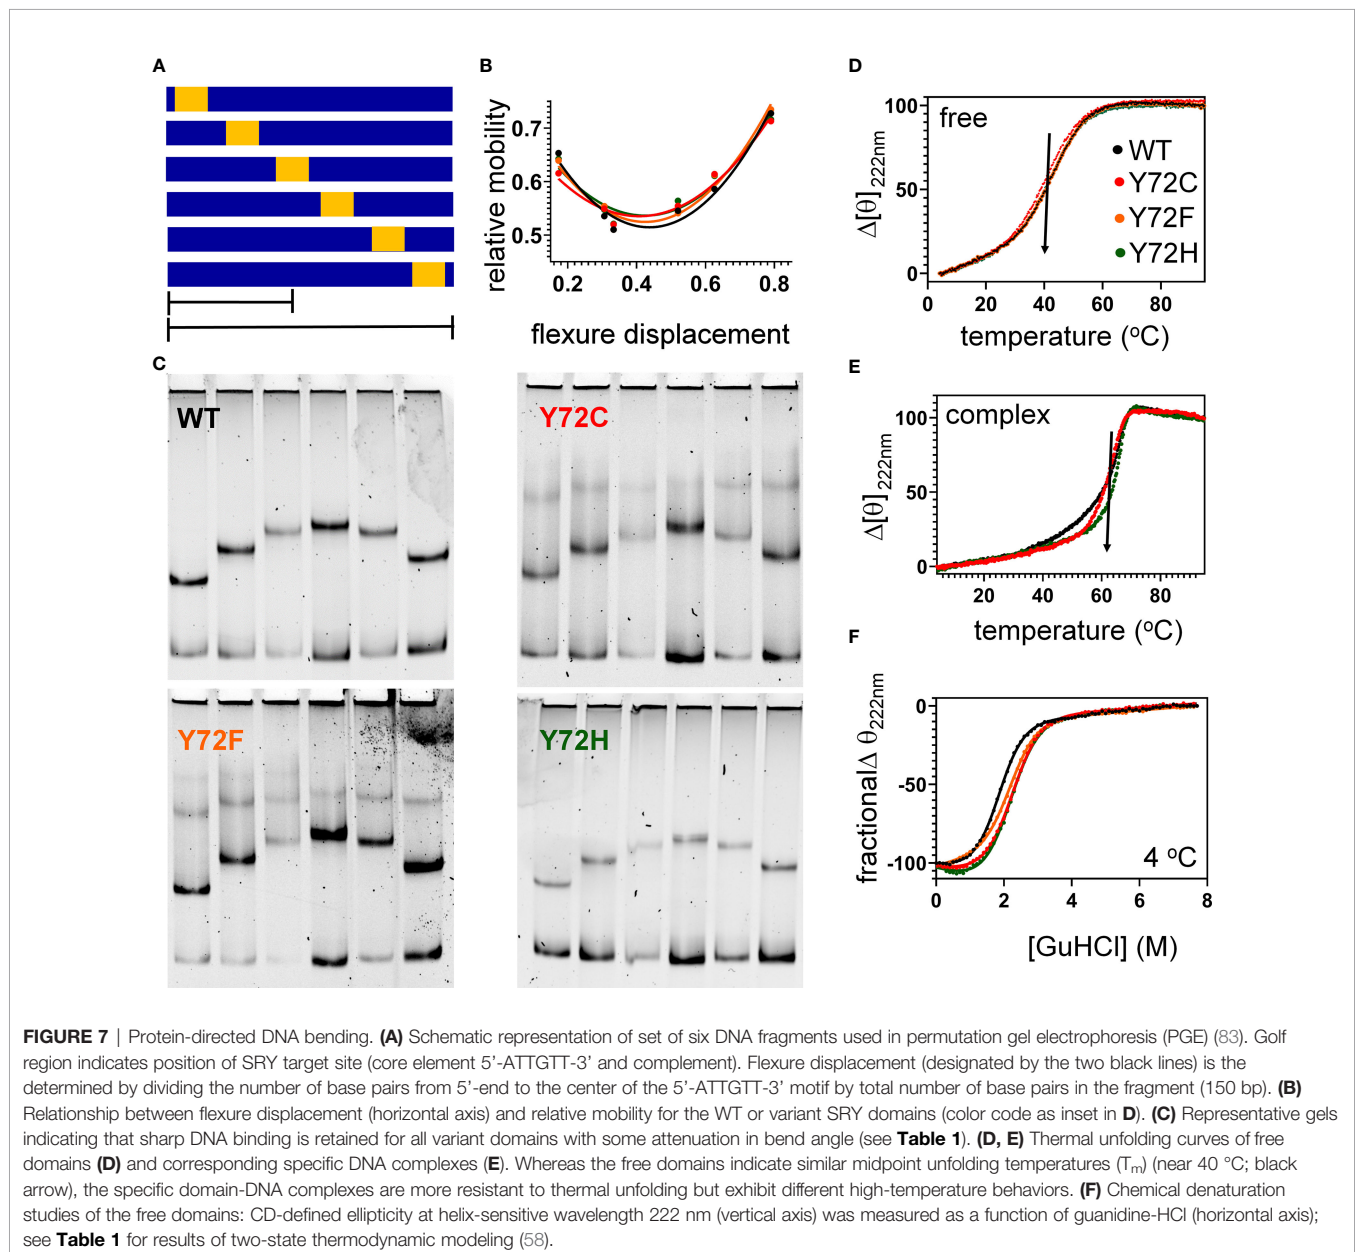 A
B
relative mobility
0.7
0.6
0.5
0.2 0.4 0.6 0.8
flexure displacement
C
WT
Y72C
Y72F
Y72H
D
Δ[θ]222nm
100
50
0
free
WT
Y72C
Y72F
Y72H
0 20 40 60 80
temperature (oC)
E
Δ[θ]222nm
100
50
0
complex
20 40 60 80
temperature (oC)
F
fractionalΔ θ222nm
0
-50
-100
4 oC
0 2 4 6 8
[GuHCl] (M)
FIGURE 7 | Protein-directed DNA bending. (A) Schematic representation of set of six DNA fragments used in permutation gel electrophoresis (PGE) (83). Golf
region indicates position of SRY target site (core element 5’-ATTGTT-3’ and complement). Flexure displacement (designated by the two black lines) is the
determined by dividing the number of base pairs from 5’-end to the center of the 5’-ATTGTT-3’ motif by total number of base pairs in the fragment (150 bp). (B)
Relationship between flexure displacement (horizontal axis) and relative mobility for the WT or variant SRY domains (color code as inset in D). (C) Representative gels
indicating that sharp DNA binding is retained for all variant domains with some attenuation in bend angle (see Table 1). (D, E) Thermal unfolding curves of free
domains (D) and corresponding specific DNA complexes (E). Whereas the free domains indicate similar midpoint unfolding temperatures (Tm) (near 40 °C; black
arrow), the specific domain-DNA complexes are more resistant to thermal unfolding but exhibit different high-temperature behaviors. (F) Chemical denaturation
studies of the free domains: CD-defined ellipticity at helix-sensitive wavelength 222 nm (vertical axis) was measured as a function of guanidine-HCl (horizontal axis);
see Table 1 for results of two-state thermodynamic modeling (58).